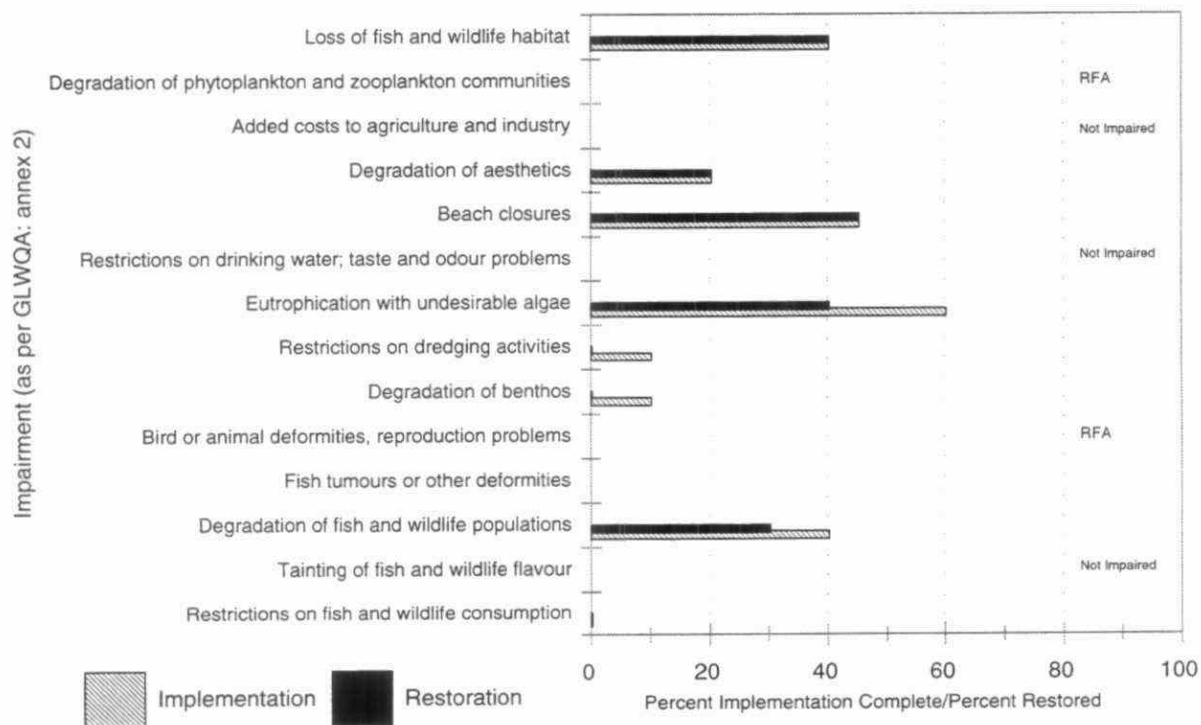 Impairment (as per GLWQA: annex 2)
Loss of fish and wildlife habitat
Degradation of phytoplankton and zooplankton communities
RFA
Added costs to agriculture and industry
Not Impaired
Degradation of aesthetics
Beach closures
Restrictions on drinking water; taste and odour problems
Not Impaired
Eutrophication with undesirable algae
Restrictions on dredging activities
Degradation of benthos
Bird or animal deformities, reproduction problems
RFA
Fish tumours or other deformities
Degradation of fish and wildlife populations
Tainting of fish and wildlife flavour
Not Impaired
Restrictions on fish and wildlife consumption
0 20 40 60 80 100
Percent Implementation Complete/Percent Restored
Implementation
Restoration